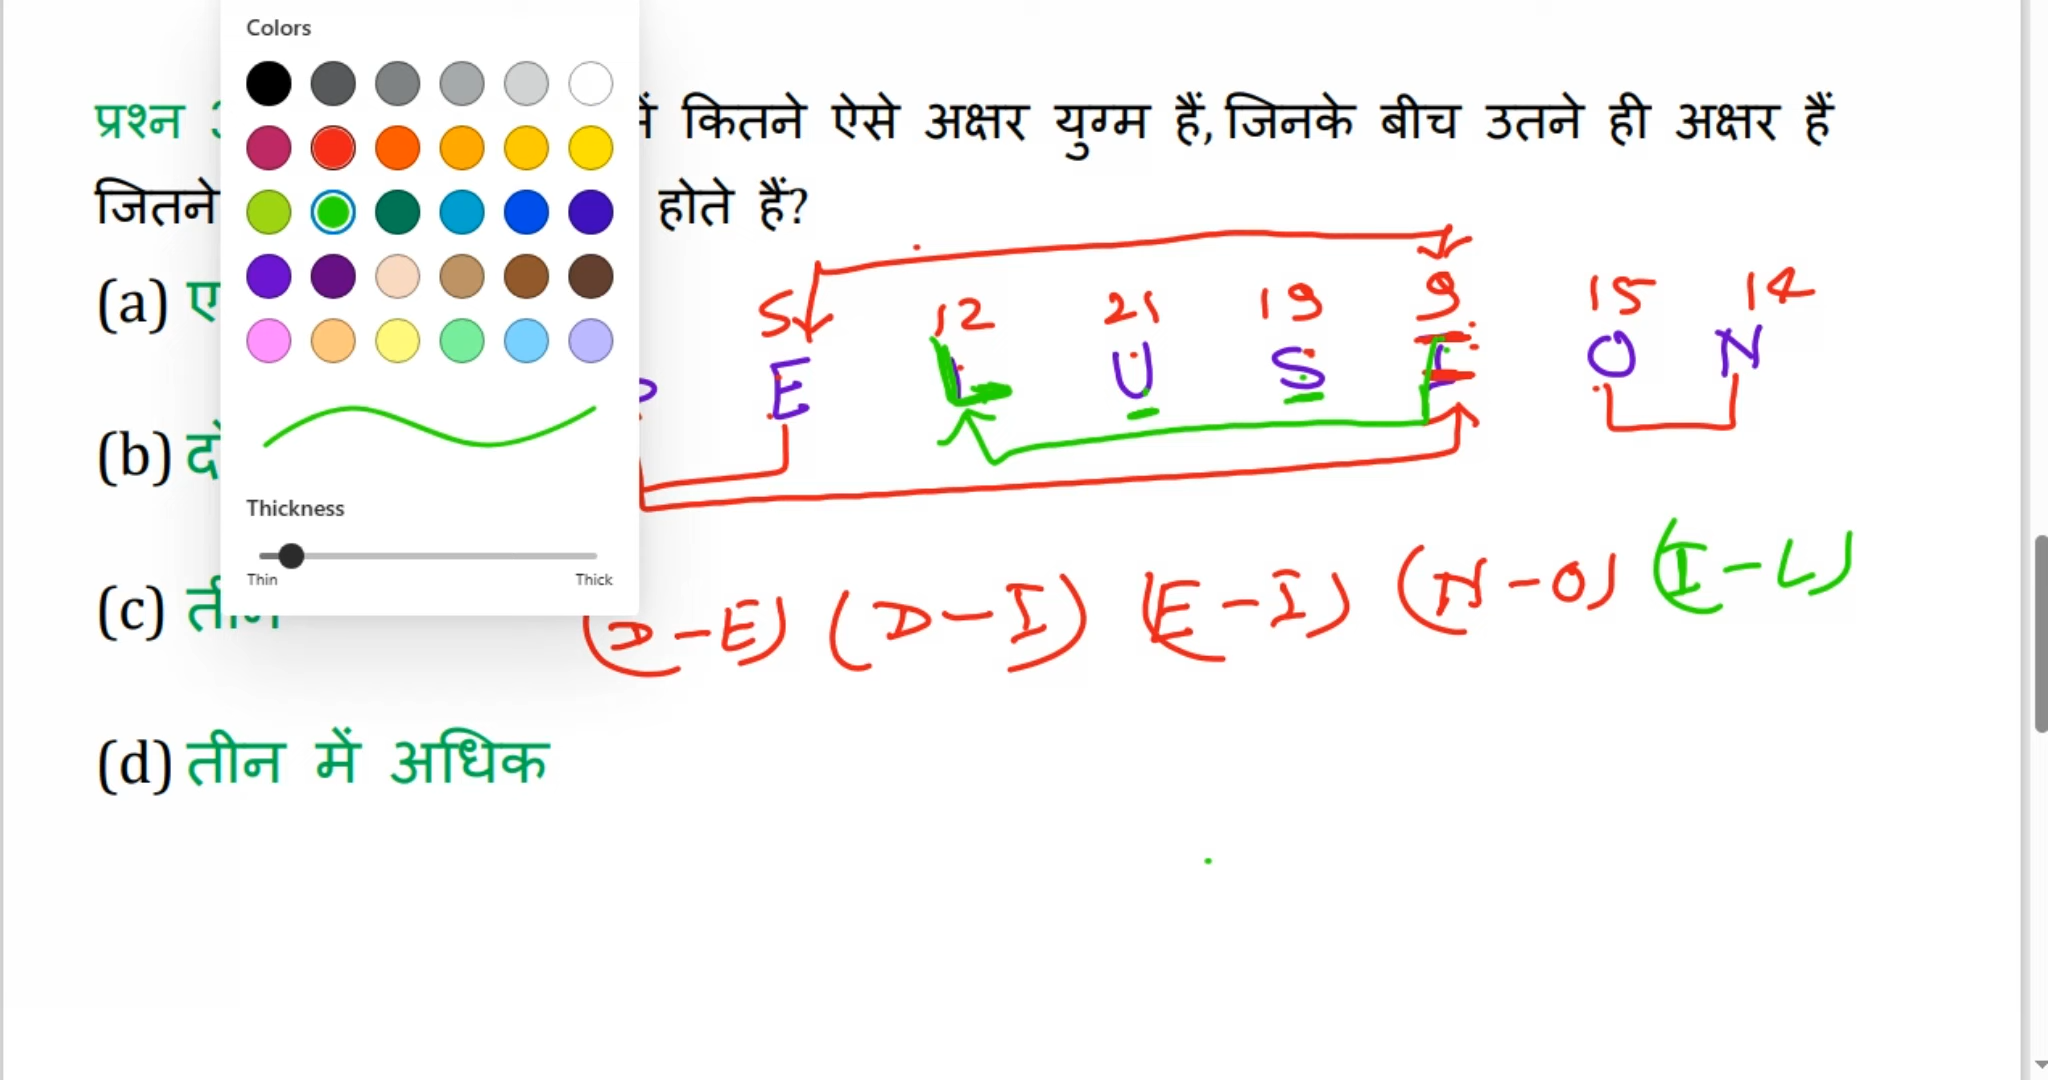 Colors
प्रश्न में कितने ऐसे अक्षर युग्म हैं, जिनके बीच उतने ही अक्षर हैं
जितने होते हैं?
(a) ए
5 12 21 19 9 15 14
E L U S I O N
(b) दो
Thickness
Thin Thick
(c) तीन
(D-E) (D-I) (E-I) (N-O) (I-L)
(d) तीन में अधिक